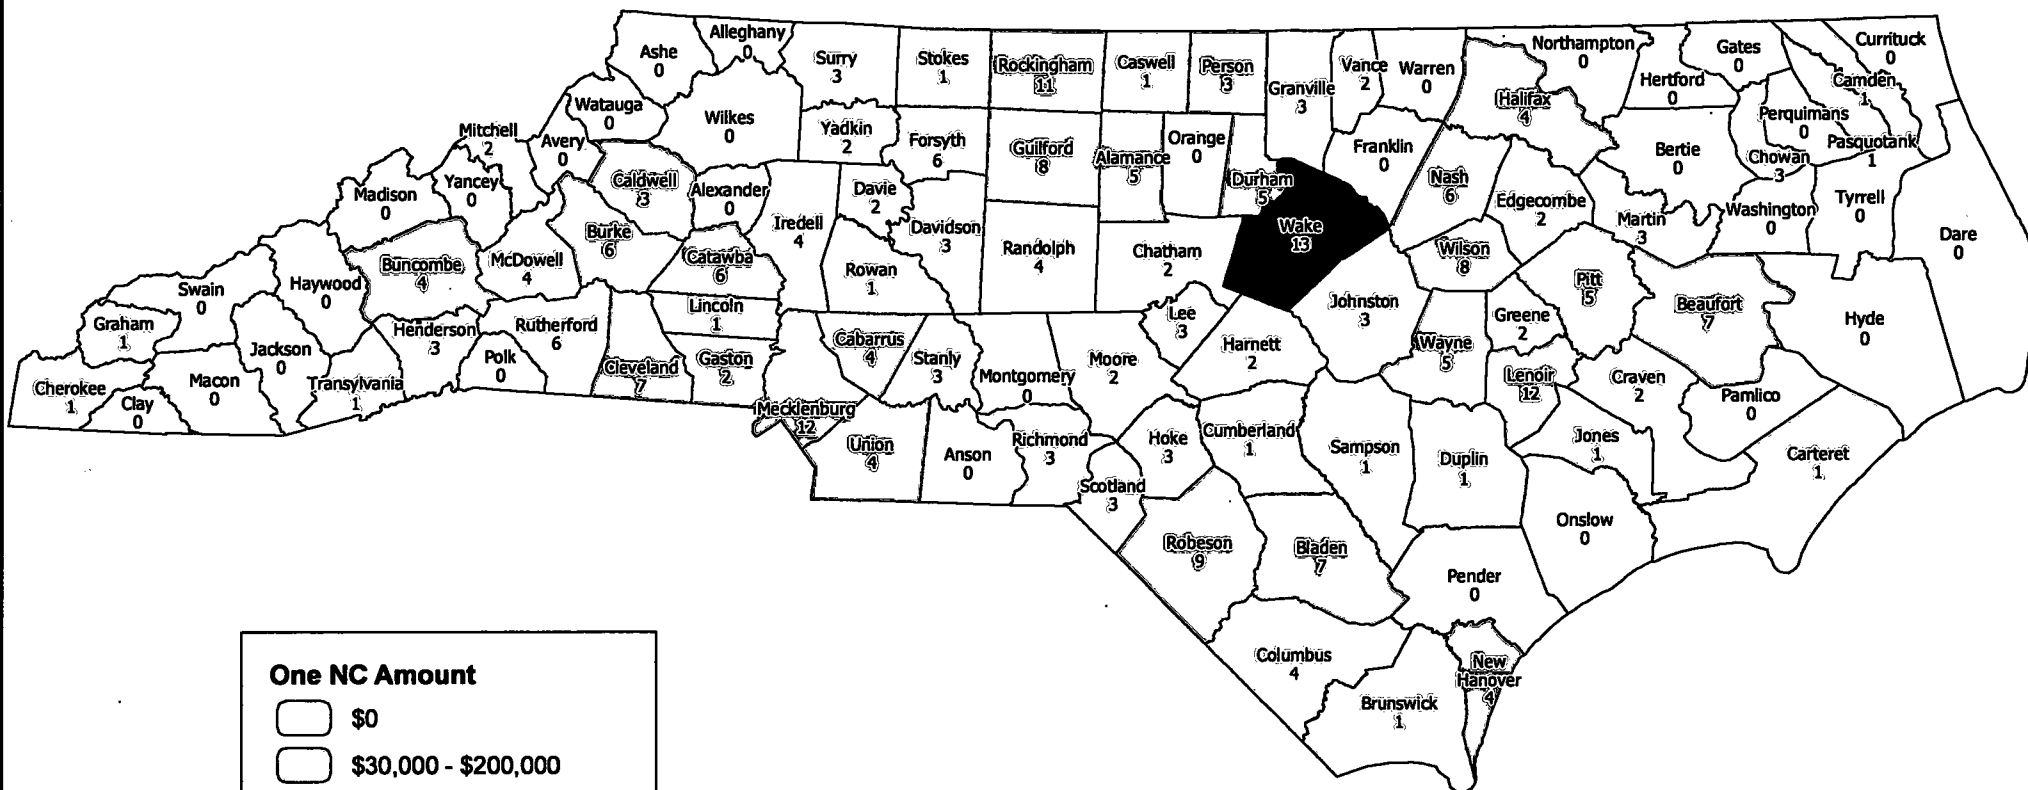 Ashe
0
Alleghany
0
Surry
3
Stokes
1
Rockingham
11
Caswell
1
Person
3
Granville
3
Vance
2
Warren
0
Northampton
0
Gates
0
Currituck
0
Hertford
0
Camden
1
Halifax
4
Watauga
0
Wilkes
0
Perquimans
0
Pasquotank
1
Mitchell
2
Avery
0
Yadkin
2
Forsyth
6
Guilford
8
Alamance
5
Orange
0
Durham
5
Franklin
0
Nash
6
Bertie
0
Chowan
3
Madison
0
Yancey
0
Caldwell
3
Alexander
0
Iredell
4
Davie
2
Davidson
3
Randolph
4
Chatham
2
Wake
13
Edgecombe
2
Martin
3
Washington
0
Tyrrell
0
Dare
0
Swain
0
Haywood
0
Buncombe
4
McDowell
4
Burke
6
Catawba
6
Rowan
1
Wilson
8
Pitt
5
Beaufort
7
Hyde
0
Graham
1
Lincoln
1
Henderson
3
Rutherford
6
Cabarrus
4
Stanly
3
Lee
3
Johnston
3
Greene
2
Cherokee
1
Clay
0
Macon
0
Jackson
0
Transylvania
1
Polk
0
Cleveland
7
Gaston
2
Montgomery
0
Moore
2
Harnett
2
Wayne
5
Lenoir
12
Craven
2
Pamlico
0
Mecklenburg
12
Union
4
Anson
0
Richmond
3
Hoke
3
Cumberland
1
Sampson
1
Duplin
1
Jones
1
Carteret
1
Scotland
3
Onslow
0
Robeson
9
Bladen
7
Pender
0
Columbus
4
New
Hanover
4
Brunswick
1
One NC Amount
$0
$30,000 - $200,000